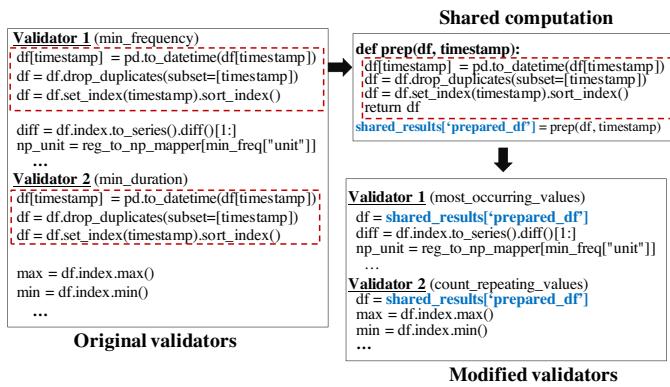 Validator 1 (min_frequency)
df[timestamp] = pd.to_datetime(df[timestamp])
df = df.drop_duplicates(subset=[timestamp])
df = df.set_index(timestamp).sort_index()
diff = df.index.to_series().diff()[1:]
np_unit = reg_to_np_mapper[min_freq["unit"]]
...
Validator 2 (min_duration)
df[timestamp] = pd.to_datetime(df[timestamp])
df = df.drop_duplicates(subset=[timestamp])
df = df.set_index(timestamp).sort_index()
max = df.index.max()
min = df.index.min()
...
Original validators
Shared computation
def prep(df, timestamp):
df[timestamp] = pd.to_datetime(df[timestamp])
df = df.drop_duplicates(subset=[timestamp])
df = df.set_index(timestamp).sort_index()
return df
shared_results[‘prepared_df’] = prep(df, timestamp)
Validator 1 (most_occurring_values)
df = shared_results[‘prepared_df’]
diff = df.index.to_series().diff()[1:]
np_unit = reg_to_np_mapper[min_freq["unit"]]
...
Validator 2 (count_repeating_values)
df = shared_results[‘prepared_df’]
max = df.index.max()
min = df.index.min()
...
Modified validators